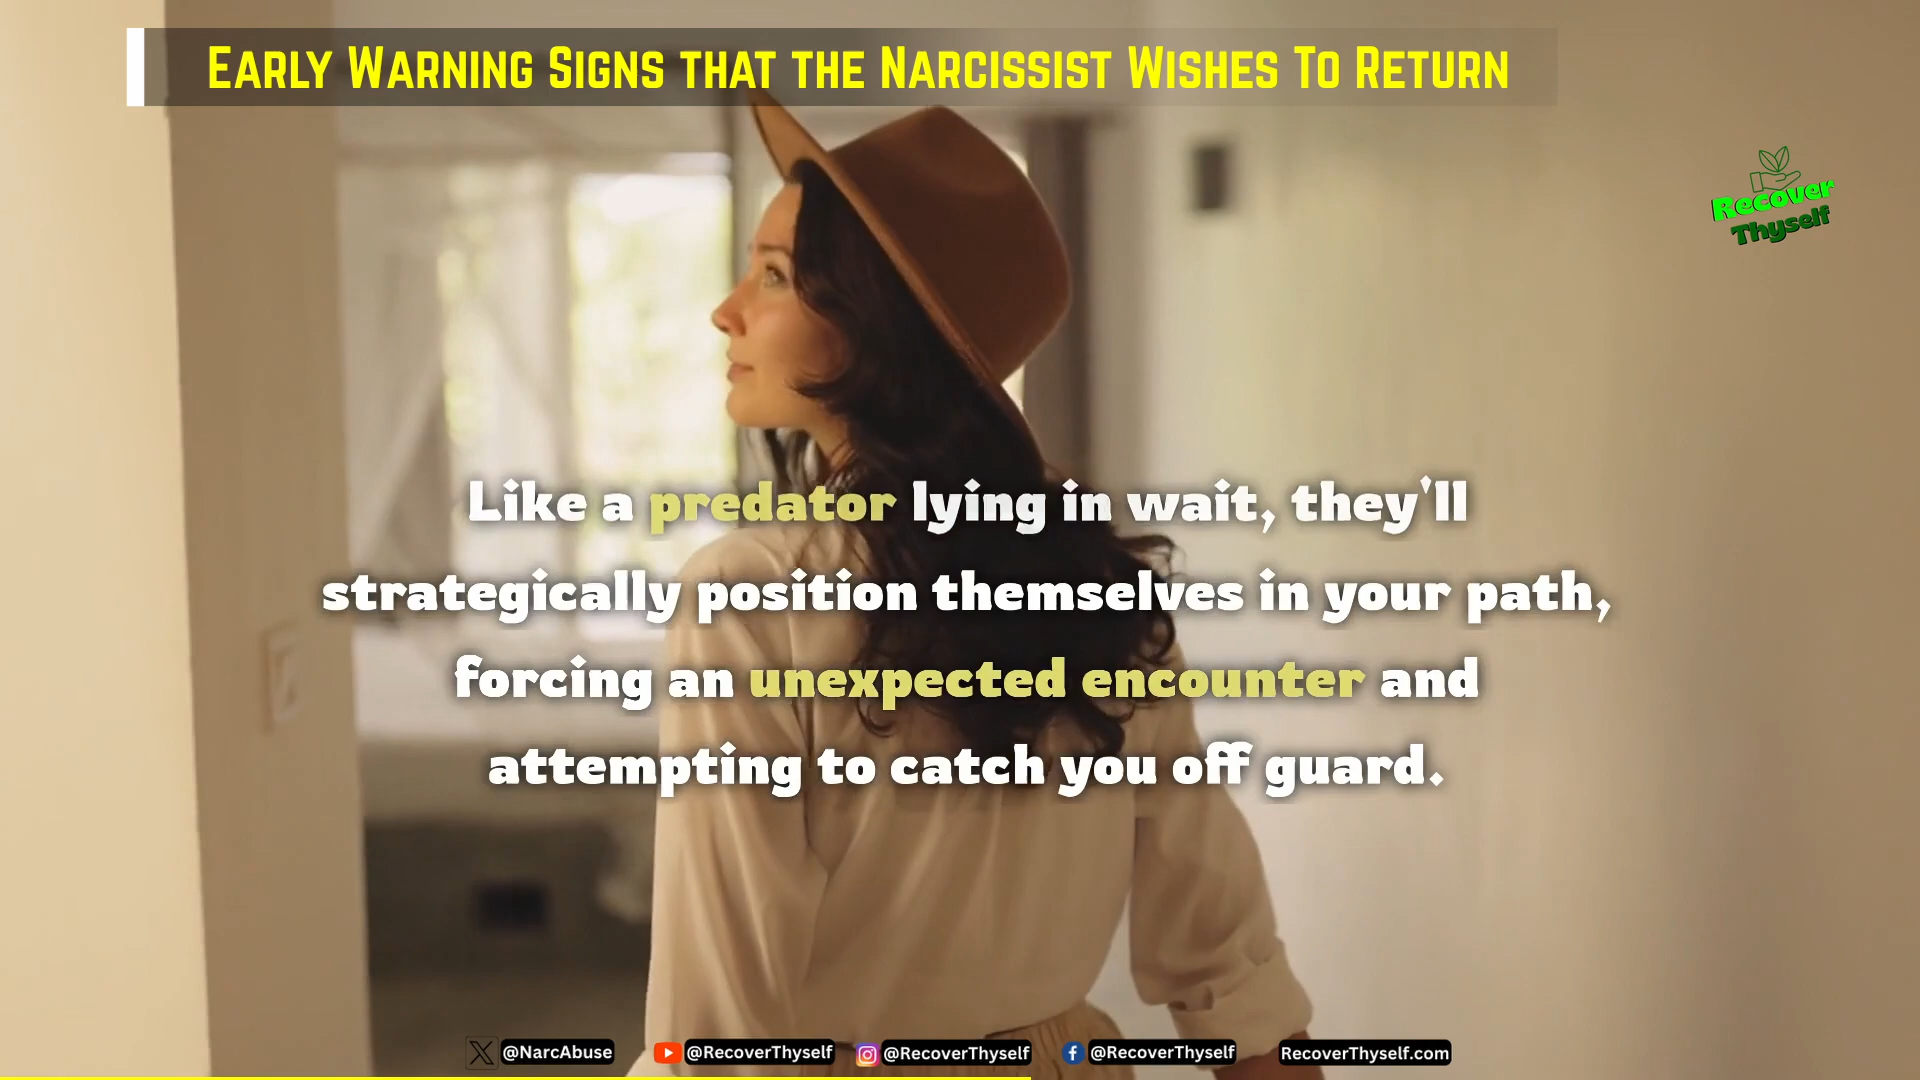 Early Warning Signs that the Narcissist Wishes To Return
Recover
Thyself
Like a predator lying in wait, they'll
strategically position themselves in your path,
forcing an unexpected encounter and
attempting to catch you off guard.
@NarcAbuse @RecoverThyself @RecoverThyself @RecoverThyself RecoverThyself.com